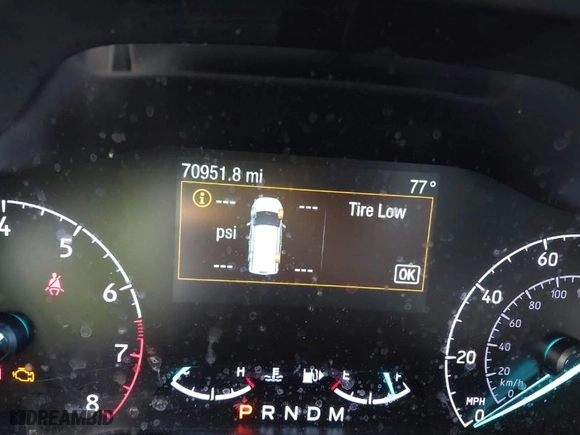 70951.8 mi 77°
i --- --- Tire Low
psi
--- --- OK
4
5
6
7
8
C H E F
P R N D M
0
20
40
60
MPH
0
20
40
80
100
km/h
DREAMBID